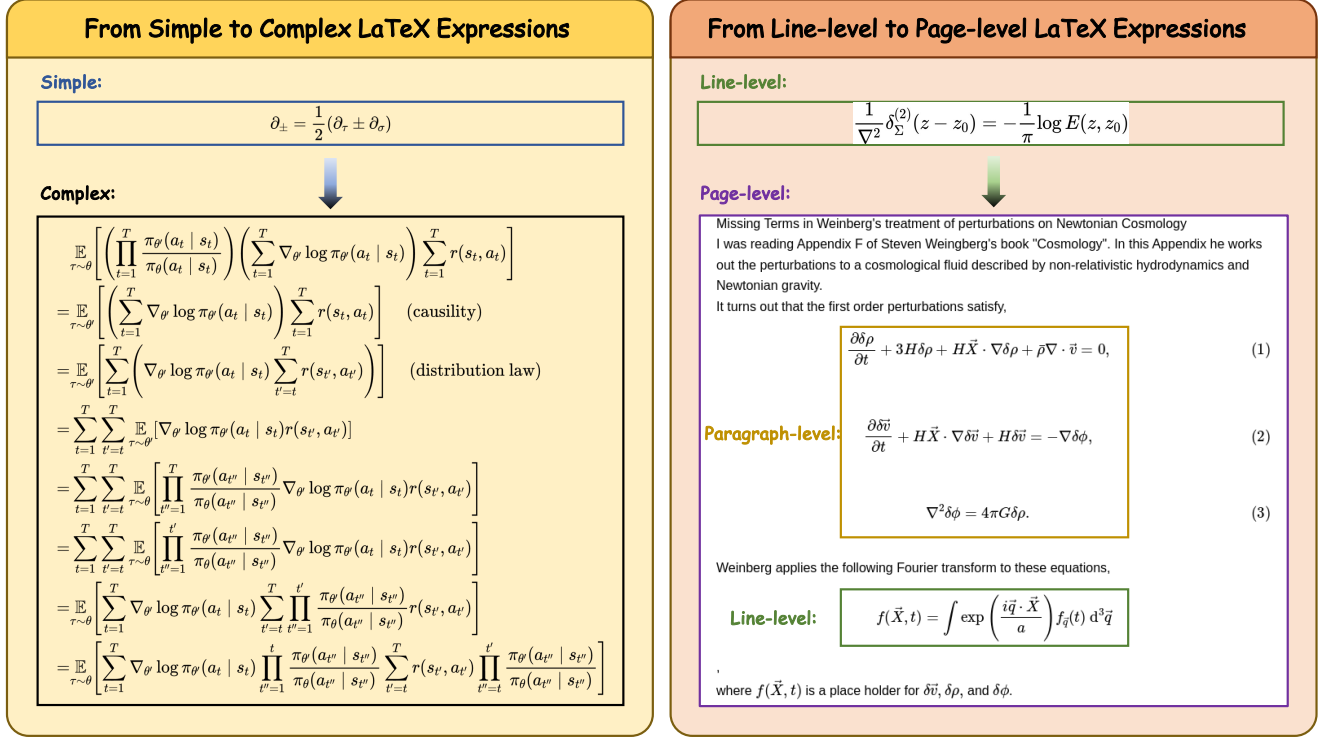 From Simple to Complex LaTeX Expressions
Simple:
$\partial_{\pm} = \frac{1}{2}(\partial_{\tau} \pm \partial_{\sigma})$
Complex:
$\underset{\tau\sim\theta}{\mathbb{E}}\left[\left(\prod_{t=1}^{T}\frac{\pi_{\theta'}(a_t \mid s_t)}{\pi_{\theta}(a_t \mid s_t)}\right)\left(\sum_{t=1}^{T}\nabla_{\theta'}\log\pi_{\theta'}(a_t \mid s_t)\right)\sum_{t=1}^{T}r(s_t, a_t)\right]$
$= \underset{\tau\sim\theta'}{\mathbb{E}}\left[\left(\sum_{t=1}^{T}\nabla_{\theta'}\log\pi_{\theta'}(a_t \mid s_t)\right)\sum_{t=1}^{T}r(s_t, a_t)\right]$ (causility)
$= \underset{\tau\sim\theta'}{\mathbb{E}}\left[\sum_{t=1}^{T}\left(\nabla_{\theta'}\log\pi_{\theta'}(a_t \mid s_t)\sum_{t'=t}^{T}r(s_{t'}, a_{t'})\right)\right]$ (distribution law)
$= \sum_{t=1}^{T}\sum_{t'=t}^{T}\underset{\tau\sim\theta'}{\mathbb{E}}[\nabla_{\theta'}\log\pi_{\theta'}(a_t \mid s_t)r(s_{t'}, a_{t'})]$
$= \sum_{t=1}^{T}\sum_{t'=t}^{T}\underset{\tau\sim\theta}{\mathbb{E}}\left[\prod_{t''=1}^{T}\frac{\pi_{\theta'}(a_{t''} \mid s_{t''})}{\pi_{\theta}(a_{t''} \mid s_{t''})}\nabla_{\theta'}\log\pi_{\theta'}(a_t \mid s_t)r(s_{t'}, a_{t'})\right]$
$= \sum_{t=1}^{T}\sum_{t'=t}^{T}\underset{\tau\sim\theta}{\mathbb{E}}\left[\prod_{t''=1}^{t'}\frac{\pi_{\theta'}(a_{t''} \mid s_{t''})}{\pi_{\theta}(a_{t''} \mid s_{t''})}\nabla_{\theta'}\log\pi_{\theta'}(a_t \mid s_t)r(s_{t'}, a_{t'})\right]$
$= \underset{\tau\sim\theta}{\mathbb{E}}\left[\sum_{t=1}^{T}\nabla_{\theta'}\log\pi_{\theta'}(a_t \mid s_t)\sum_{t'=t}^{T}\prod_{t''=1}^{t'}\frac{\pi_{\theta'}(a_{t''} \mid s_{t''})}{\pi_{\theta}(a_{t''} \mid s_{t''})}r(s_{t'}, a_{t'})\right]$
$= \underset{\tau\sim\theta}{\mathbb{E}}\left[\sum_{t=1}^{T}\nabla_{\theta'}\log\pi_{\theta'}(a_t \mid s_t)\prod_{t''=1}^{t}\frac{\pi_{\theta'}(a_{t''} \mid s_{t''})}{\pi_{\theta}(a_{t''} \mid s_{t''})}\sum_{t'=t}^{T}r(s_{t'}, a_{t'})\prod_{t''=t}^{t'}\frac{\pi_{\theta'}(a_{t''} \mid s_{t''})}{\pi_{\theta}(a_{t''} \mid s_{t''})}\right]$
From Line-level to Page-level LaTeX Expressions
Line-level:
$\frac{1}{\nabla^2}\delta_{\Sigma}^{(2)}(z - z_0) = -\frac{1}{\pi}\log E(z, z_0)$
Page-level:
Missing Terms in Weinberg's treatment of perturbations on Newtonian Cosmology
I was reading Appendix F of Steven Weingberg's book "Cosmology". In this Appendix he works
out the perturbations to a cosmological fluid described by non-relativistic hydrodynamics and
Newtonian gravity.
It turns out that the first order perturbations satisfy,
$\frac{\partial\delta\rho}{\partial t} + 3H\delta\rho + H\vec{X}\cdot\nabla\delta\rho + \bar{\rho}\nabla\cdot\vec{v} = 0,$ (1)
Paragraph-level:
$\frac{\partial\delta\vec{v}}{\partial t} + H\vec{X}\cdot\nabla\delta\vec{v} + H\delta\vec{v} = -\nabla\delta\phi,$ (2)
$\nabla^2\delta\phi = 4\pi G\delta\rho.$ (3)
Weinberg applies the following Fourier transform to these equations,
Line-level:
$f(\vec{X}, t) = \int \exp\left(\frac{i\vec{q}\cdot\vec{X}}{a}\right)f_{\vec{q}}(t)\ \mathrm{d}^3\vec{q}$
,
where $f(\vec{X}, t)$ is a place holder for $\delta\vec{v}$, $\delta\rho$, and $\delta\phi$.